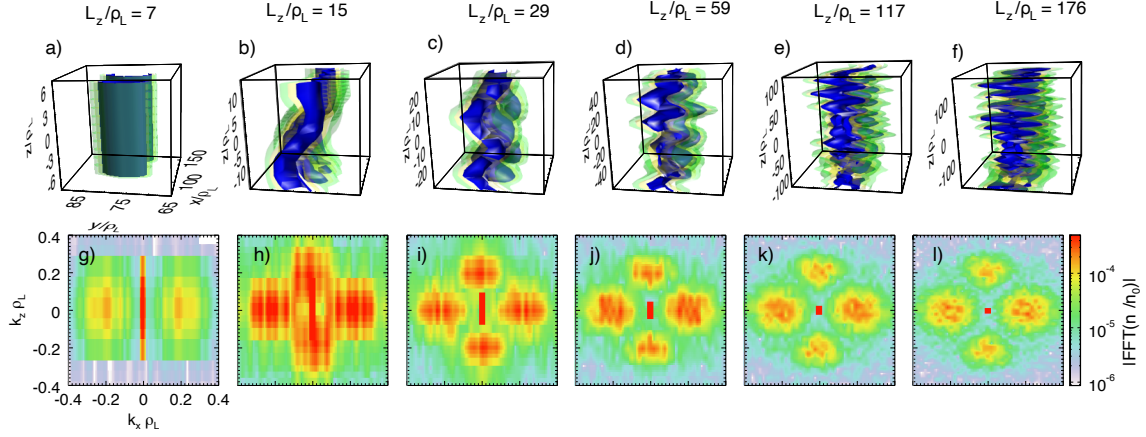 L_z/ρ_L = 7
L_z/ρ_L = 15
L_z/ρ_L = 29
L_z/ρ_L = 59
L_z/ρ_L = 117
L_z/ρ_L = 176
a)
b)
c)
d)
e)
f)
10
5
0
-5
-10
20
10
0
-10
-20
40
20
0
-20
-40
100
50
0
-50
-100
100
0
-100
85
75
65
y/ρ_L
100
150
x/ρ_L
g)
h)
i)
j)
k)
l)
0.4
0.2
0
-0.2
-0.4
k_z ρ_L
-0.4
-0.2
0
0.2
0.4
k_x ρ_L
10^-4
10^-5
10^-6
|FFT(n /n_0)|